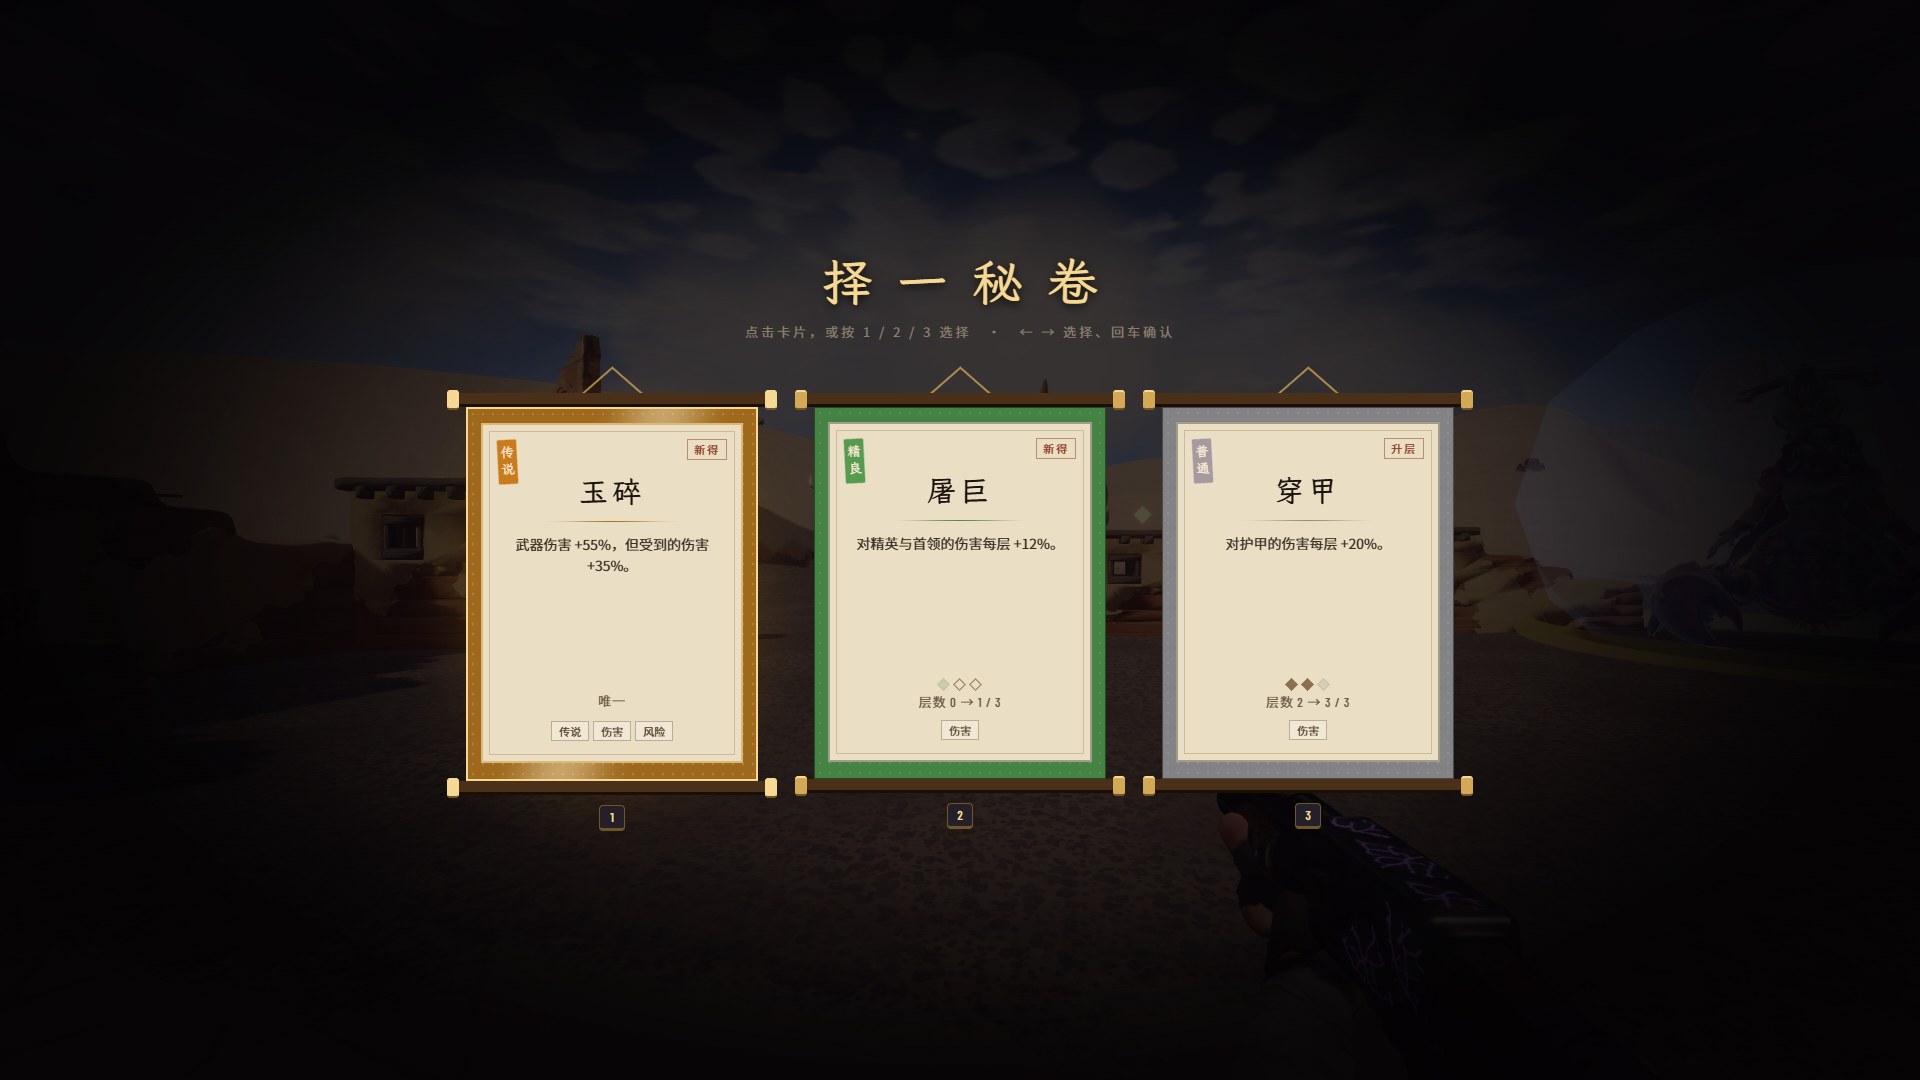 择一秘卷
点击卡片，或按 1 / 2 / 3 选择 · ← → 选择、回车确认
传说
新得
玉碎
武器伤害 +55%，但受到的伤害
+35%。
唯一
传说 伤害 风险
1
精良
新得
屠巨
对精英与首领的伤害每层 +12%。
层数 0 → 1 / 3
伤害
2
普通
升层
穿甲
对护甲的伤害每层 +20%。
层数 2 → 3 / 3
伤害
3